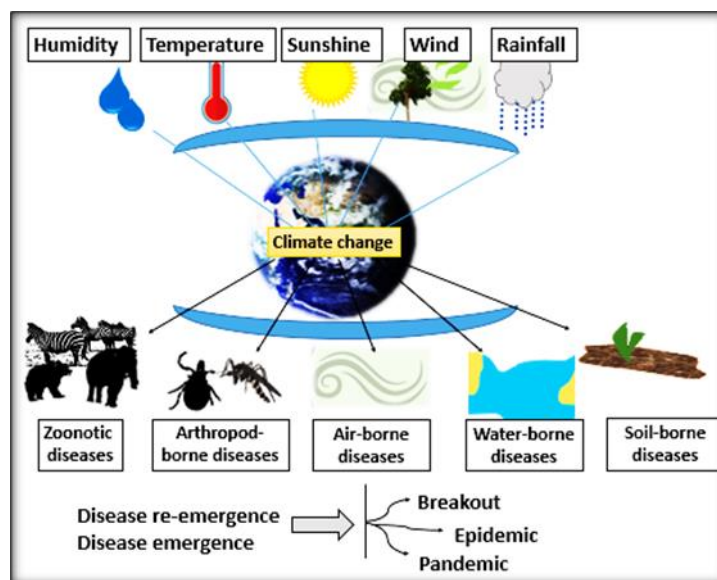 Humidity
Temperature
Sunshine
Wind
Rainfall
Climate change
Zoonotic
diseases
Arthropod-
borne diseases
Air-borne
diseases
Water-borne
diseases
Soil-borne
diseases
Disease re-emergence
Disease emergence
Breakout
Epidemic
Pandemic